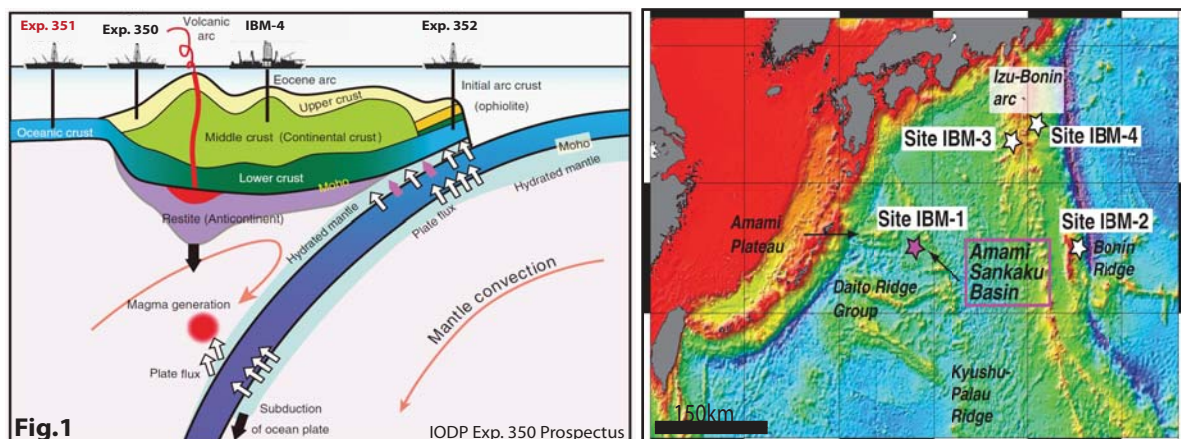 Exp. 351
Exp. 350
Volcanic
arc
IBM-4
Exp. 352
Eocene arc
Initial arc crust
(ophiolite)
Upper crust
Oceanic crust
Middle crust (Continental crust)
Lower crust
Moho
Moho
Hydrated mantle
Restite (Anticontinent)
Hydrated mantle
Plate flux
Magma generation
Mantle convection
Plate flux
Subduction
of ocean plate
Fig.1
IODP Exp. 350 Prospectus
Izu-Bonin
arc
Site IBM-3
Site IBM-4
Site IBM-1
Site IBM-2
Amami
Plateau
Amami
Sankaku
Basin
Bonin
Ridge
Daito Ridge
Group
Kyushu-
Palau
Ridge
150km